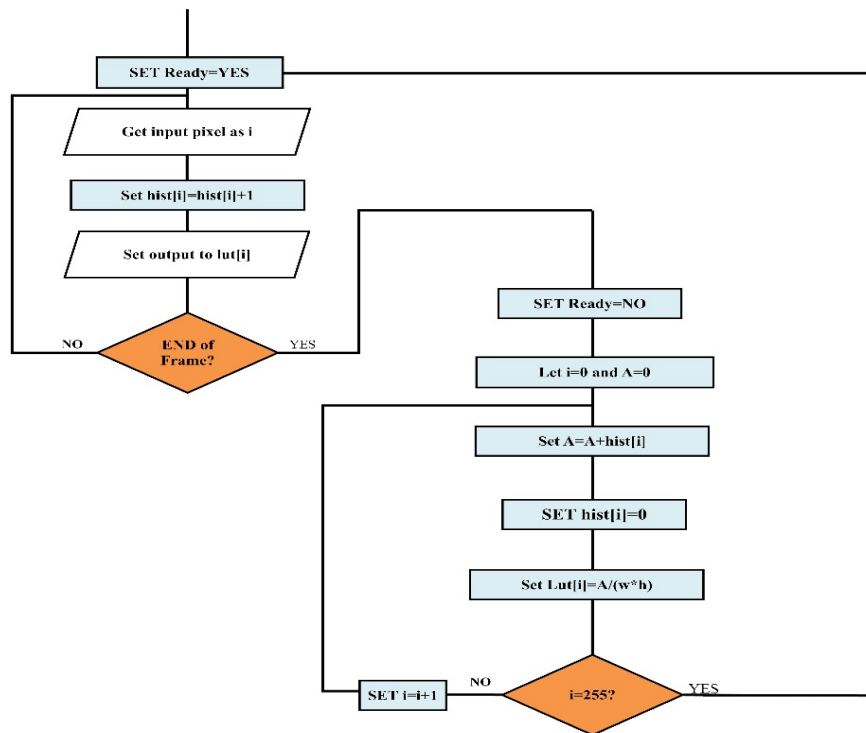 SET Ready=YES
Get input pixel as i
Set hist[i]=hist[i]+1
Set output to lut[i]
NO
END of
Frame?
YES
SET Ready=NO
Let i=0 and A=0
Set A=A+hist[i]
SET hist[i]=0
Set Lut[i]=A/(w*h)
SET i=i+1
NO
i=255?
YES